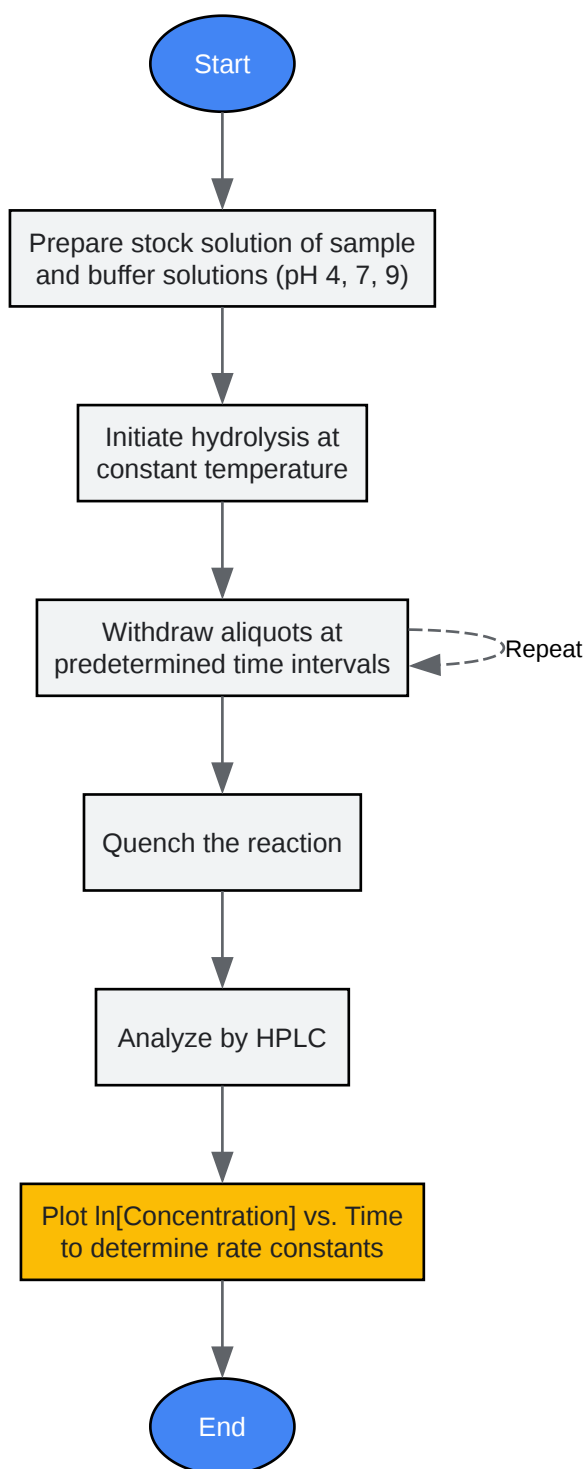 Start
Prepare stock solution of sample
and buffer solutions (pH 4, 7, 9)
Initiate hydrolysis at
constant temperature
Withdraw aliquots at
predetermined time intervals
Repeat
Quench the reaction
Analyze by HPLC
Plot ln[Concentration] vs. Time
to determine rate constants
End